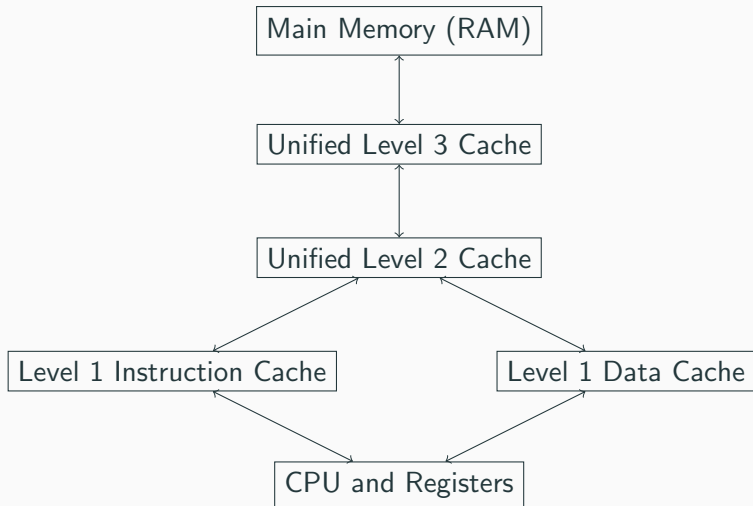 Main Memory (RAM)
Unified Level 3 Cache
Unified Level 2 Cache
Level 1 Instruction Cache
Level 1 Data Cache
CPU and Registers